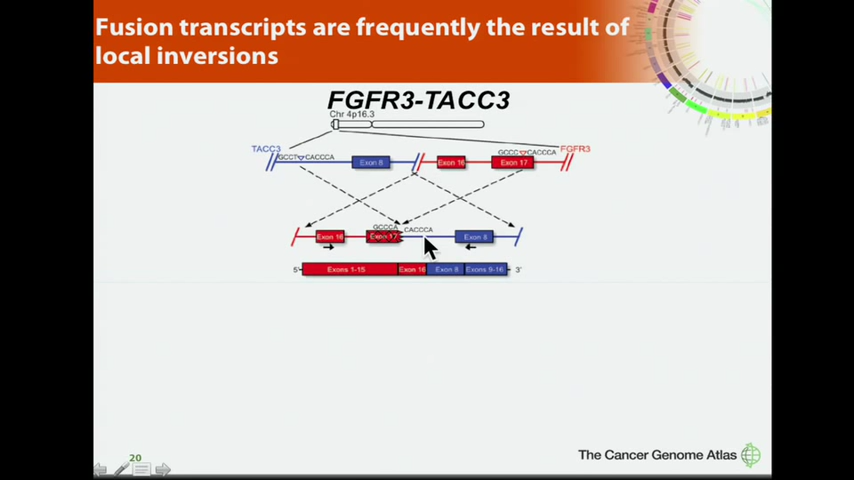 Fusion transcripts are frequently the result of
local inversions
FGFR3-TACC3
Chr 4p16.3
TACC3
GCCT CACCCA
Exon 8
Exon 16
GCCC CACCCA
Exon 17
FGFR3
Exon 16
GCCCA CACCCA
Exon 17
Exon 8
5' Exons 1-15 Exon 16 Exon 8 Exons 9-16 3'
20
The Cancer Genome Atlas